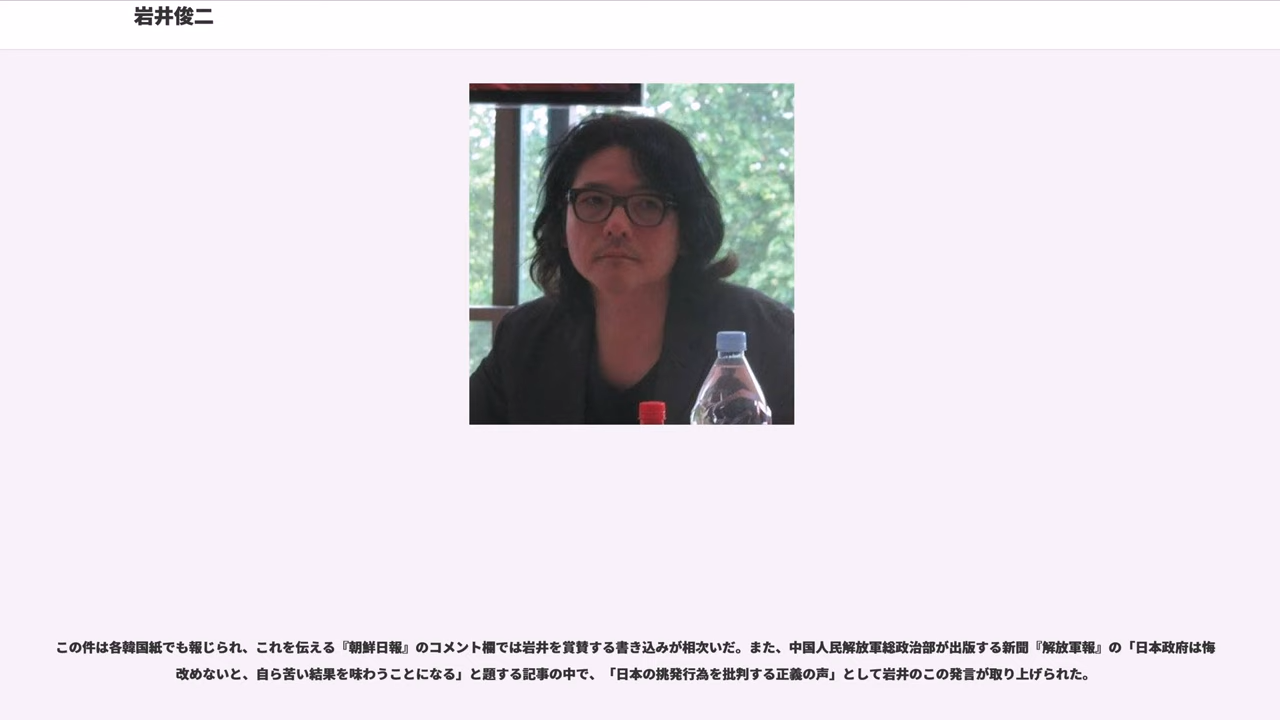 岩井俊二
この件は各韓国紙でも報じられ、これを伝える『朝鮮日報』のコメント欄では岩井を賞賛する書き込みが相次いだ。また、中国人民解放軍総政治部が出版する新聞『解放軍報』の「日本政府は悔
改めないと、自ら苦い結果を味わうことになる」と題する記事の中で、「日本の挑発行為を批判する正義の声」として岩井のこの発言が取り上げられた。